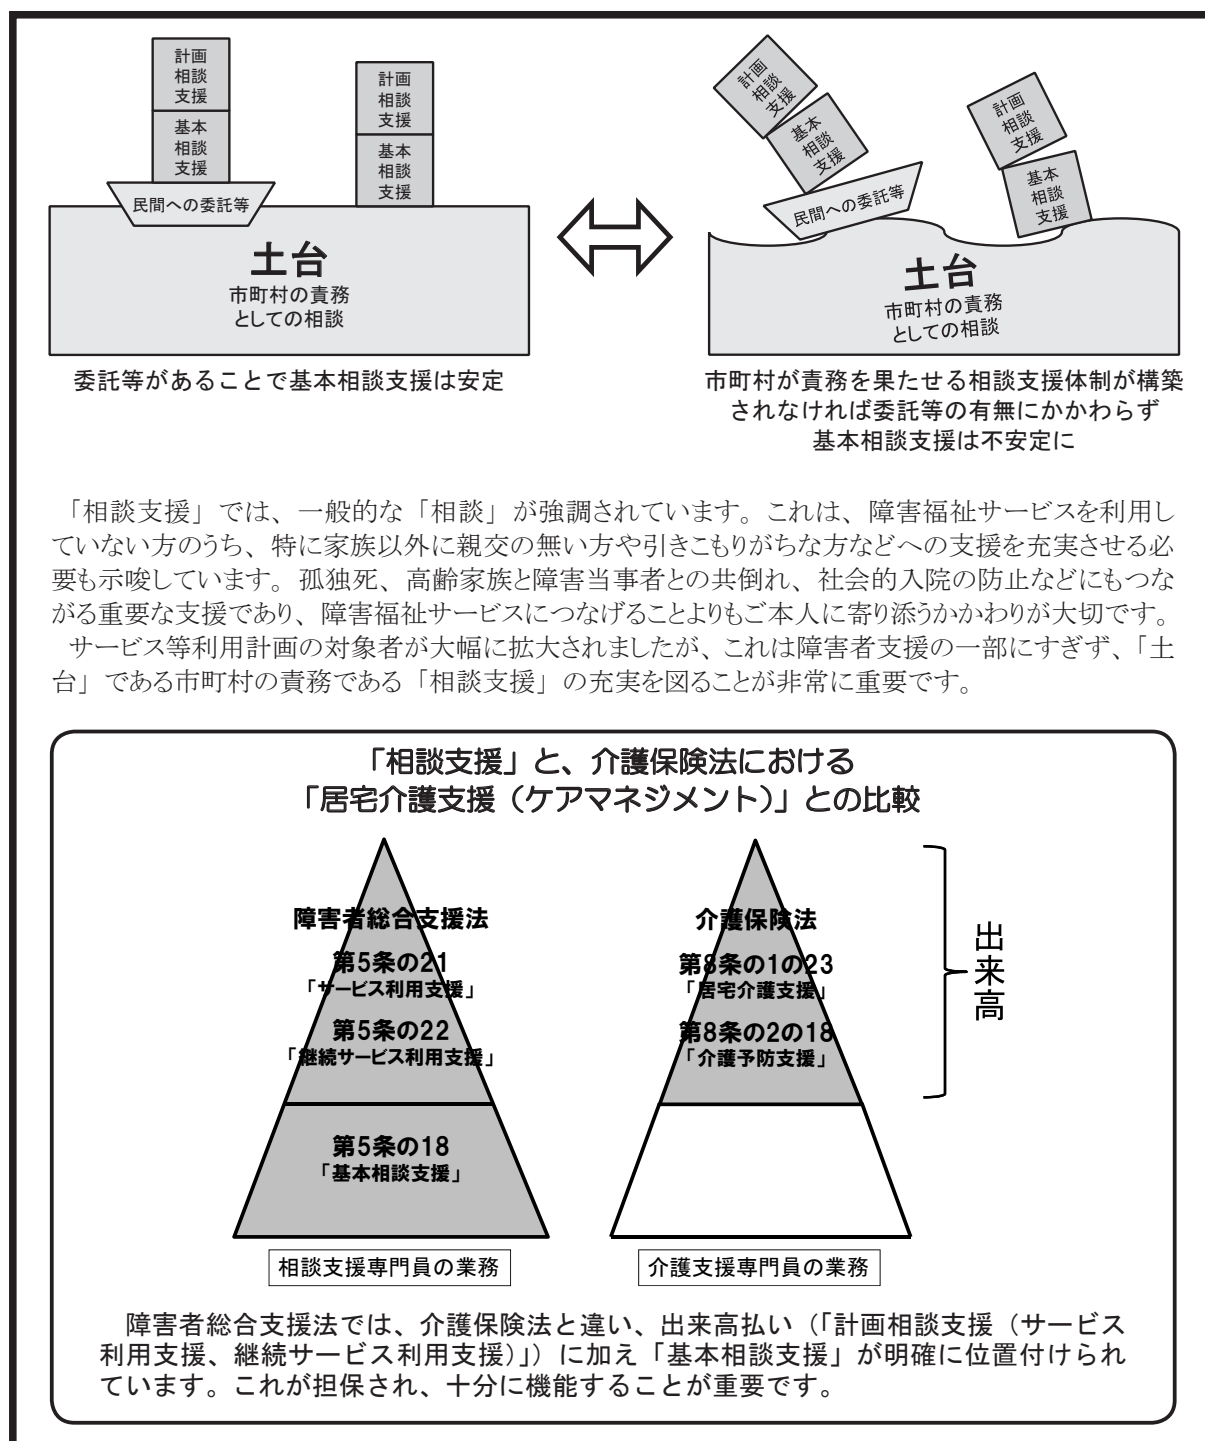 計画
相談
支援
基本
相談
支援
民間への委託等
計画
相談
支援
基本
相談
支援
土台
市町村の責務
としての相談
委託等があることで基本相談支援は安定
計画
相談
支援
基本
相談
支援
民間への委託等
計画
相談
支援
基本
相談
支援
土台
市町村の責務
としての相談
市町村が責務を果たせる相談支援体制が構築
されなければ委託等の有無にかかわらず
基本相談支援は不安定に
「相談支援」では、一般的な「相談」が強調されています。これは、障害福祉サービスを利用し
ていない方のうち、特に家族以外に親交の無い方や引きこもりがちな方などへの支援を充実させる必
要も示唆しています。孤独死、高齢家族と障害当事者との共倒れ、社会的入院の防止などにもつな
がる重要な支援であり、障害福祉サービスにつなげることよりもご本人に寄り添うかかわりが大切です。
サービス等利用計画の対象者が大幅に拡大されましたが、これは障害者支援の一部にすぎず、「土
台」である市町村の責務である「相談支援」の充実を図ることが非常に重要です。
「相談支援」と、介護保険法における
「居宅介護支援（ケアマネジメント）」との比較
障害者総合支援法
第5条の21
「サービス利用支援」
第5条の22
「継続サービス利用支援」
第5条の18
「基本相談支援」
相談支援専門員の業務
介護保険法
第8条の1の23
「居宅介護支援」
第8条の2の18
「介護予防支援」
介護支援専門員の業務
出来高
障害者総合支援法では、介護保険法と違い、出来高払い（「計画相談支援（サービス
利用支援、継続サービス利用支援）」）に加え「基本相談支援」が明確に位置付けられ
ています。これが担保され、十分に機能することが重要です。